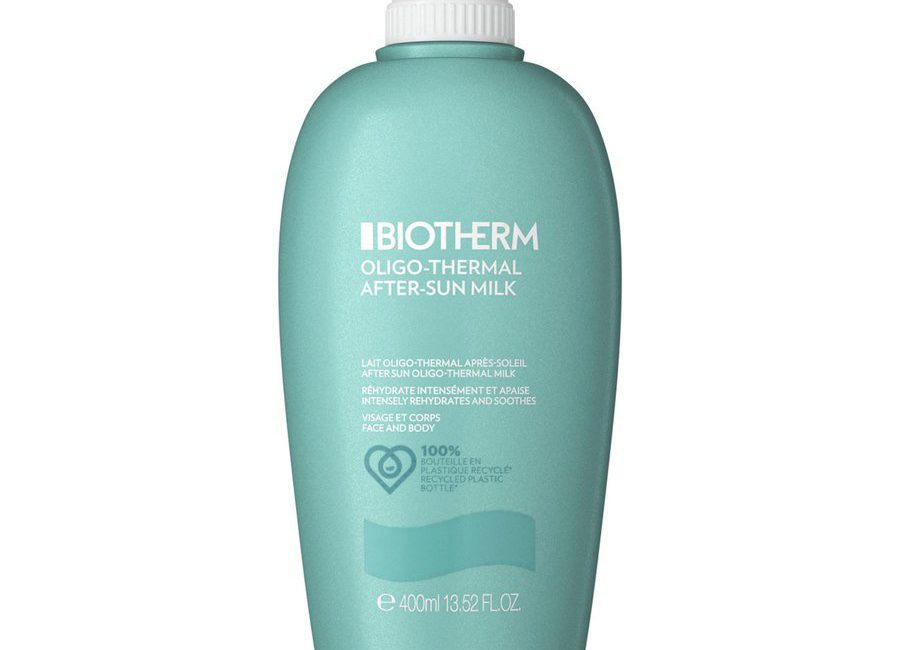 BIOTHERM
OLIGO-THERMAL
AFTER-SUN MILK
LAIT OLIGO-THERMAL APRÈS-SOLEIL
AFTER SUN OLIGO-THERMAL MILK
RÉHYDRATE INTENSÉMENT ET APAISE
INTENSELY REHYDRATES AND SOOTHES
VISAGE ET CORPS
FACE AND BODY
100%
BOUTEILLE EN
PLASTIQUE RECYCLÉ*
RECYCLED PLASTIC
BOTTLE*
℮ 400ml 13.52 FL.OZ.